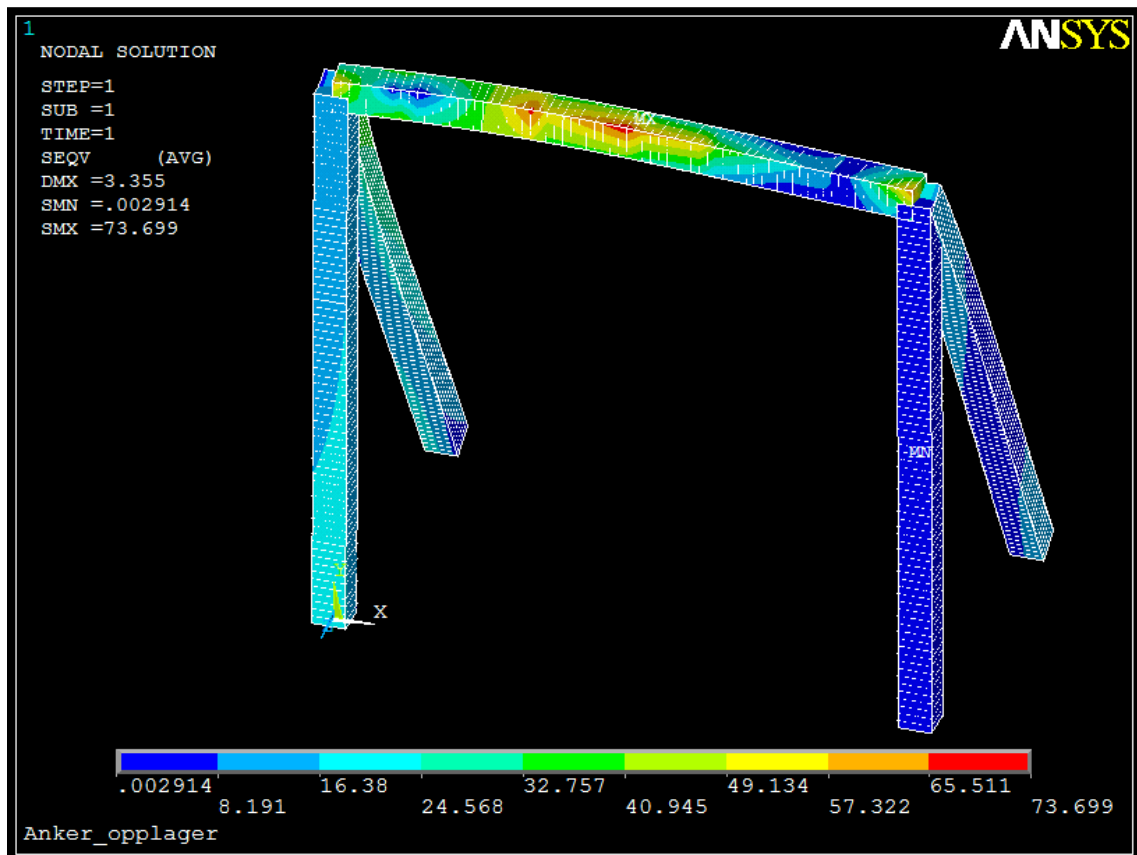 1
ANSYS
NODAL SOLUTION
STEP=1
SUB =1
TIME=1
SEQV (AVG)
DMX =3.355
SMN =.002914
SMX =73.699
MX
MN
Y
X
Z
.002914 16.38 32.757 49.134 65.511
8.191 24.568 40.945 57.322 73.699
Anker_opplager